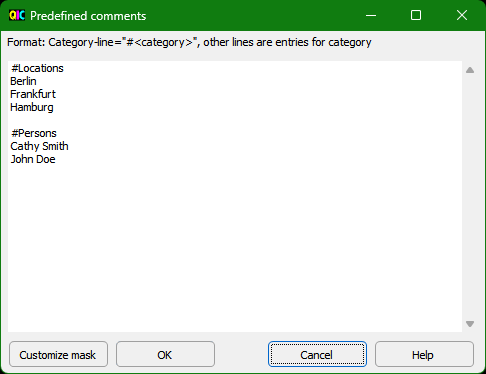 QIC Predefined comments
Format: Category-line="#<category>", other lines are entries for category
#Locations
Berlin
Frankfurt
Hamburg
#Persons
Cathy Smith
John Doe
Customize mask OK Cancel Help